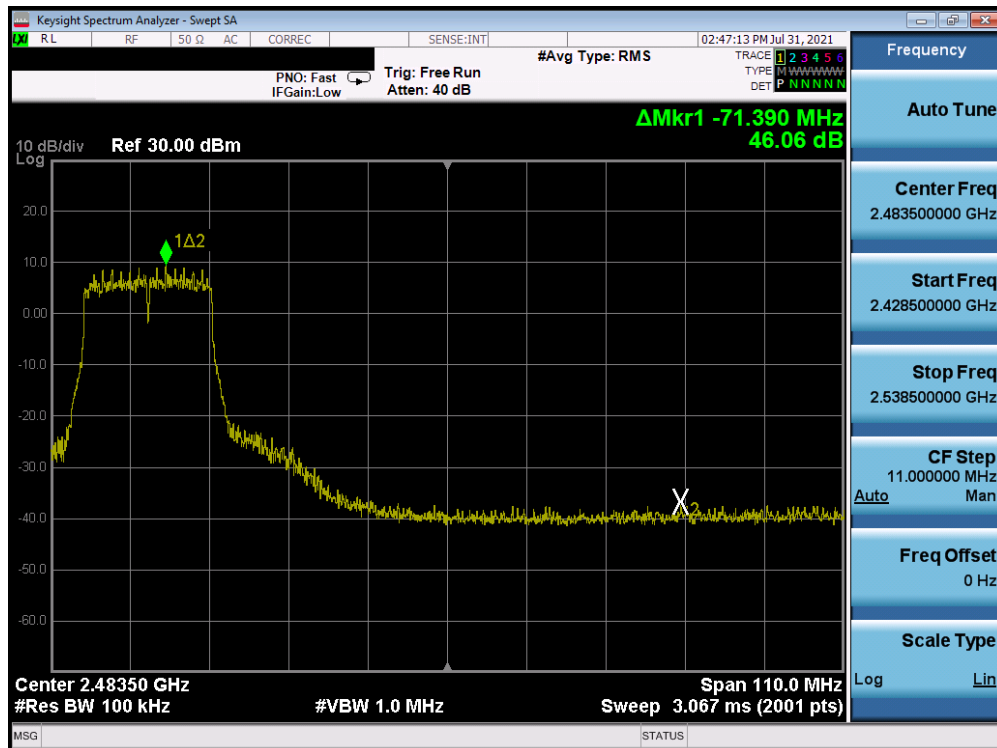 Keysight Spectrum Analyzer - Swept SA
LXI RL RF 50 Ω AC CORREC SENSE:INT 02:47:13 PM Jul 31, 2021
#Avg Type: RMS
TRACE 1 2 3 4 5 6
PNO: Fast Trig: Free Run TYPE M WWWWW
IFGain:Low Atten: 40 dB DET P N N N N N
ΔMkr1 -71.390 MHz
46.06 dB
10 dB/div Ref 30.00 dBm
Log
20.0
1Δ2
10.0
0.00
-10.0
-20.0
-30.0
X2
-40.0
-50.0
-60.0
Center 2.48350 GHz Span 110.0 MHz
#Res BW 100 kHz #VBW 1.0 MHz Sweep 3.067 ms (2001 pts)
MSG STATUS
Frequency
Auto Tune
Center Freq
2.483500000 GHz
Start Freq
2.428500000 GHz
Stop Freq
2.538500000 GHz
CF Step
11.000000 MHz
Auto Man
Freq Offset
0 Hz
Scale Type
Log Lin